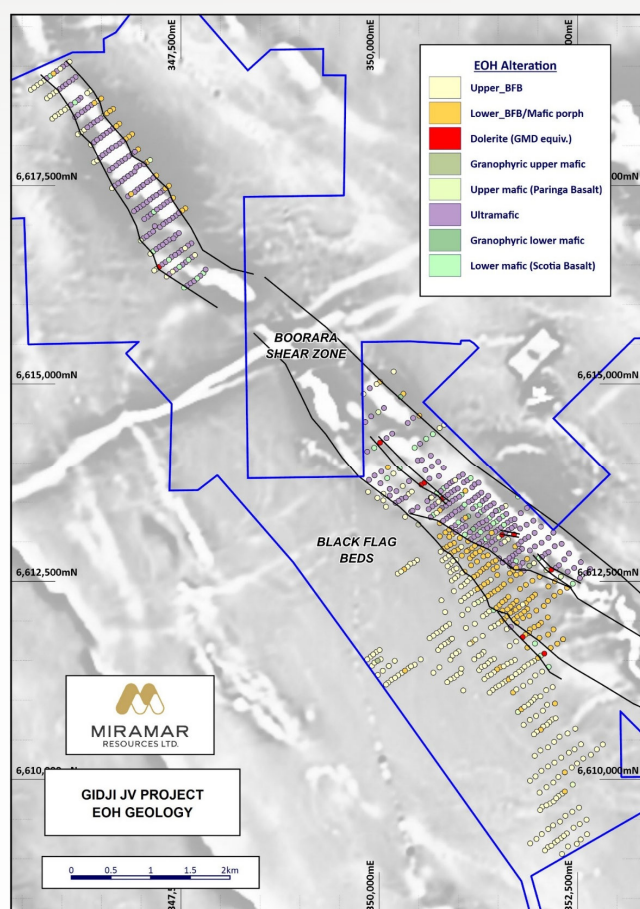 347,500mE
350,000mE
EOH Alteration
Upper_BFB
Lower_BFB/Mafic porph
Dolerite (GMD equiv.)
Granophyric upper mafic
Upper mafic (Paringa Basalt)
Ultramafic
Granophyric lower mafic
Lower mafic (Scotia Basalt)
6,617,500mN
6,617,500mN
BOORARA
SHEAR ZONE
6,615,000mN
6,615,000mN
BLACK FLAG
BEDS
6,612,500mN
6,612,500mN
MIRAMAR
RESOURCES LTD.
6,610,000mN
GIDJI JV PROJECT
EOH GEOLOGY
0 0.5 1 1.5 2km
350,000mE
352,500mE